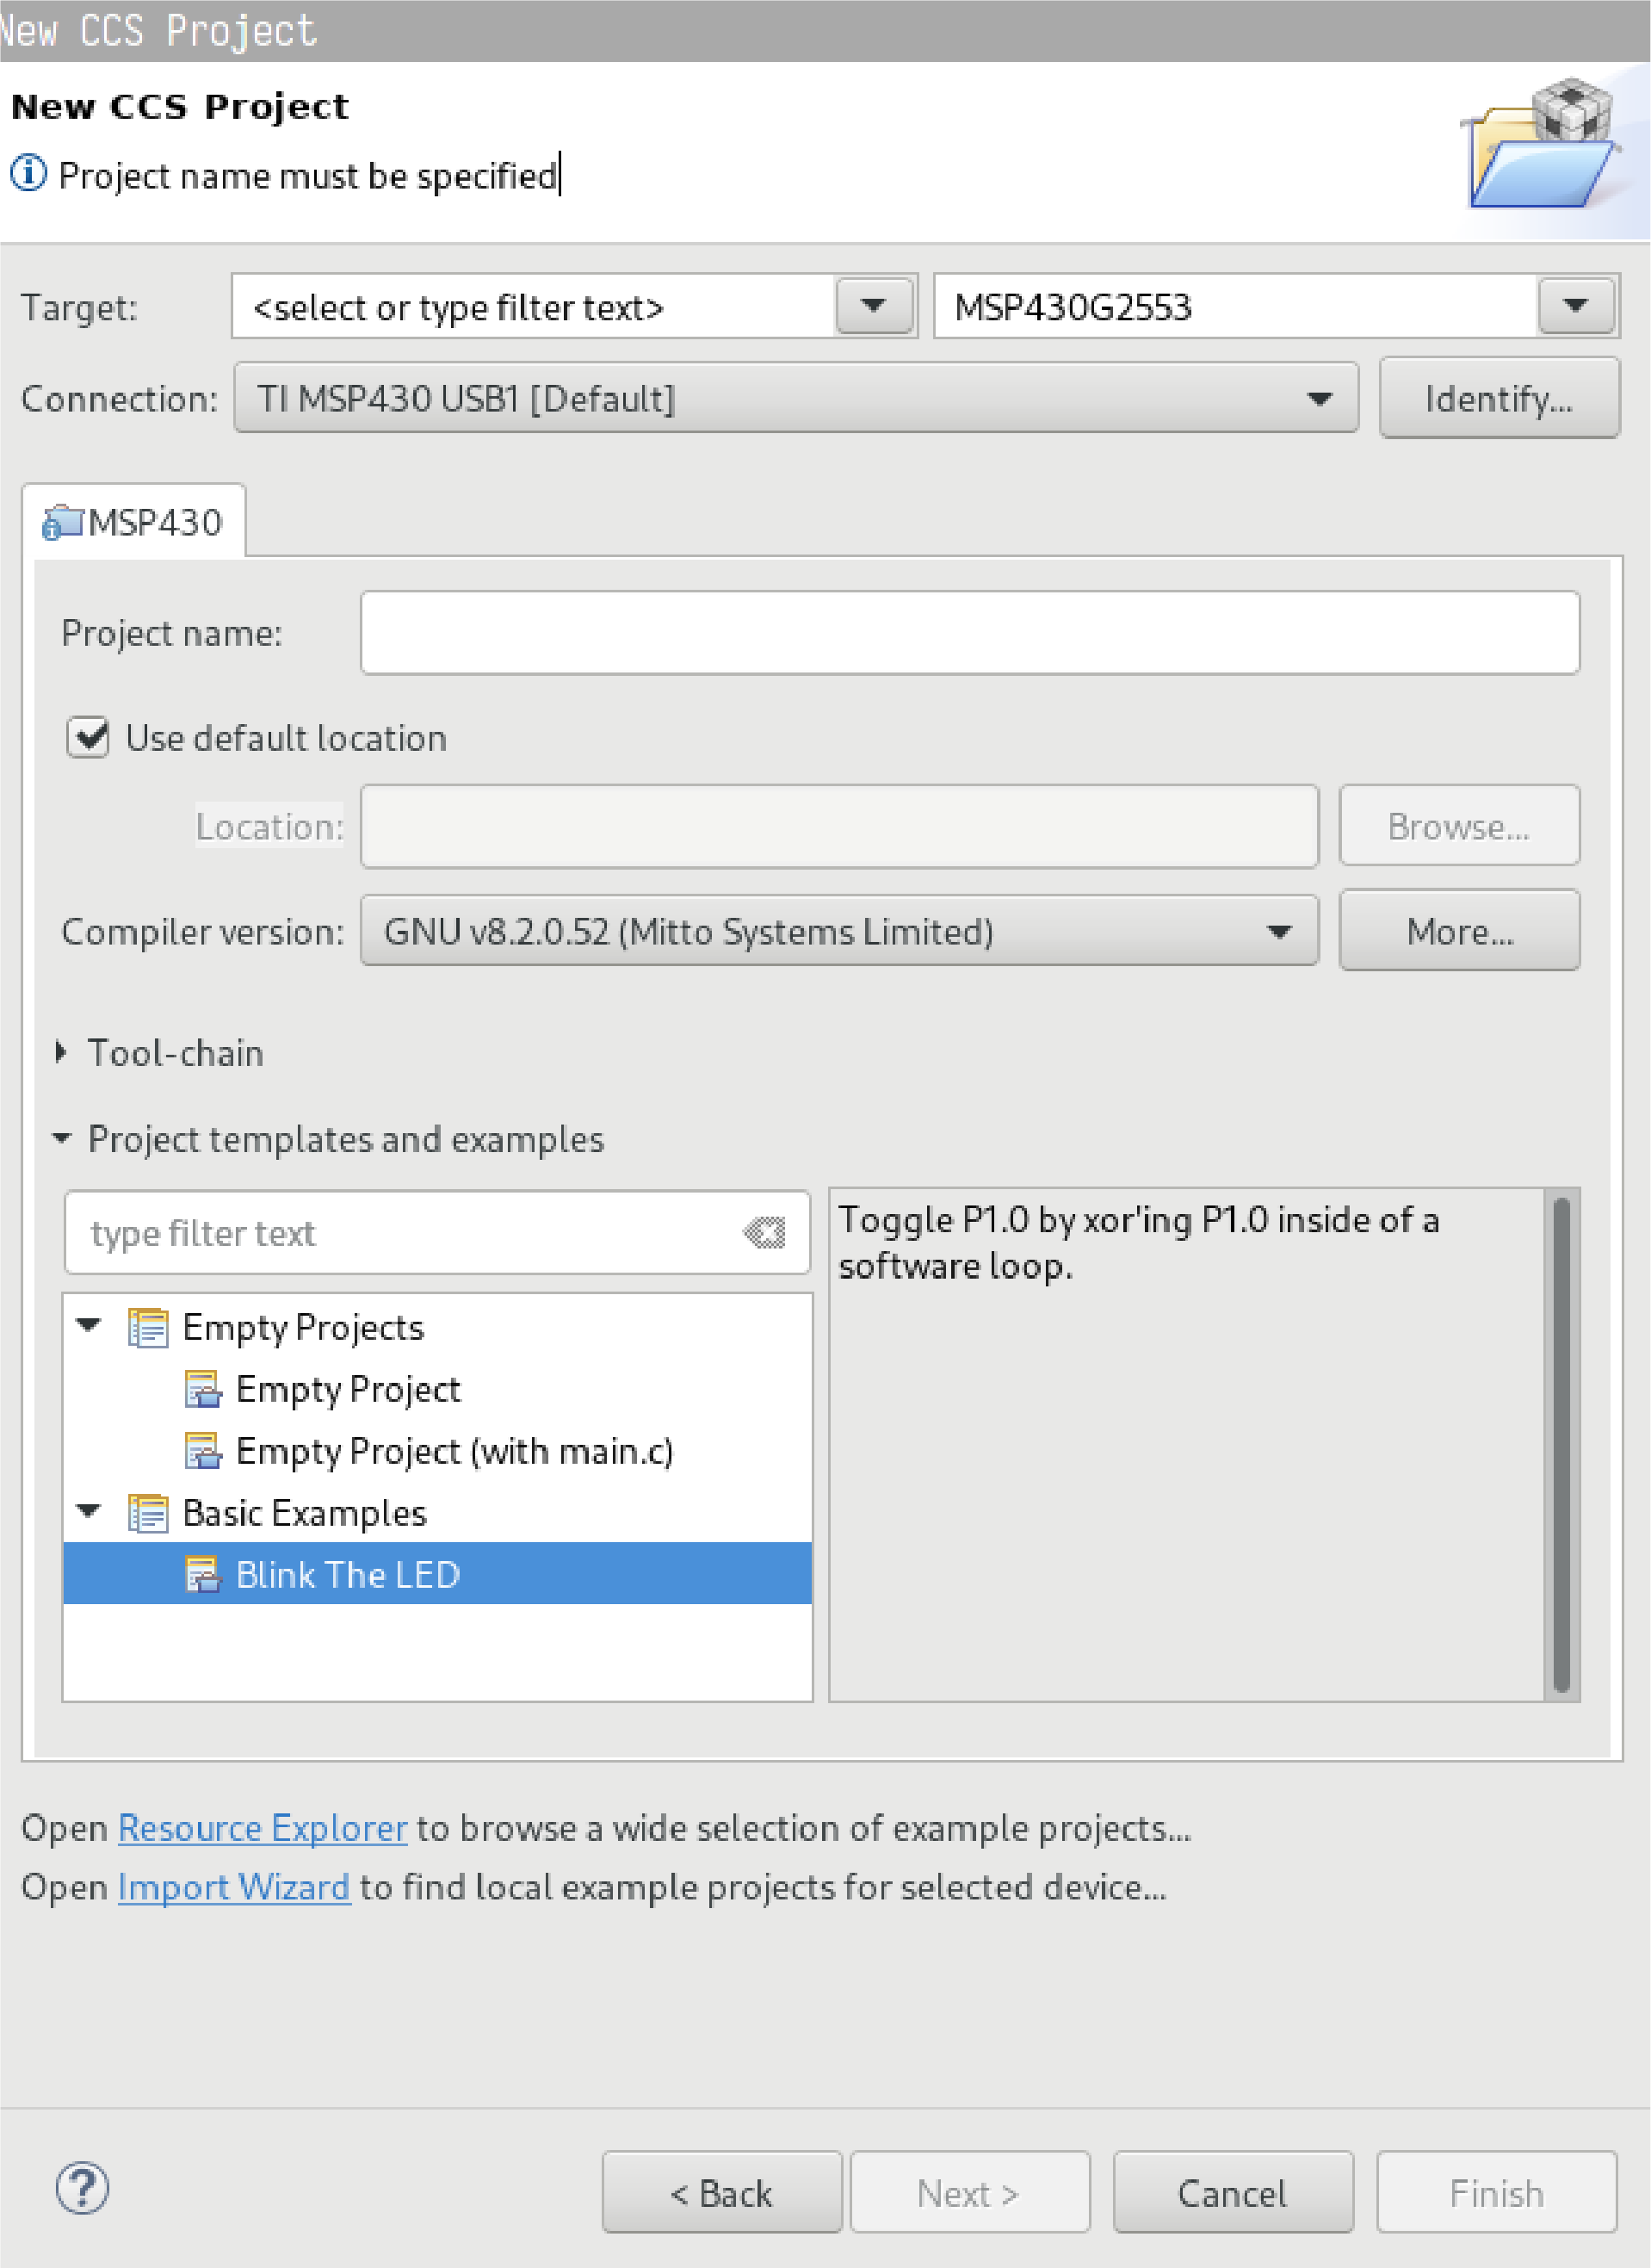 New CCS Project
New CCS Project
Project name must be specified
Target: <select or type filter text> MSP430G2553
Connection: TI MSP430 USB1 [Default] Identify...
MSP430
Project name:
Use default location
Location: Browse...
Compiler version: GNU v8.2.0.52 (Mitto Systems Limited) More...
Tool-chain
Project templates and examples
type filter text
Empty Projects
Empty Project
Empty Project (with main.c)
Basic Examples
Blink The LED
Toggle P1.0 by xor'ing P1.0 inside of a
software loop.
Open Resource Explorer to browse a wide selection of example projects...
Open Import Wizard to find local example projects for selected device...
? < Back Next > Cancel Finish